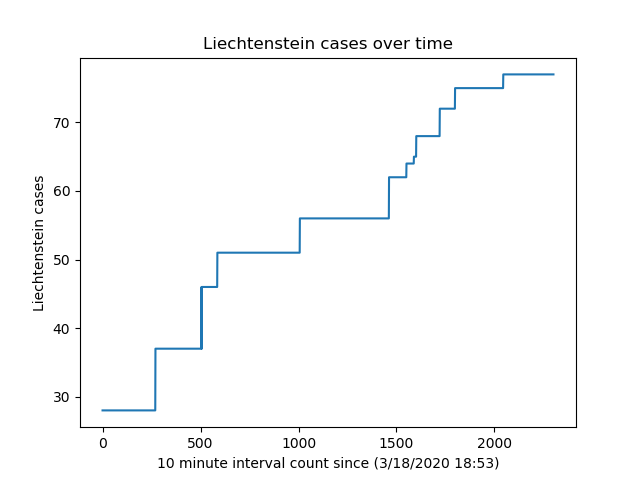 Liechtenstein cases over time
Liechtenstein cases
70
60
50
40
30
0 500 1000 1500 2000
10 minute interval count since (3/18/2020 18:53)